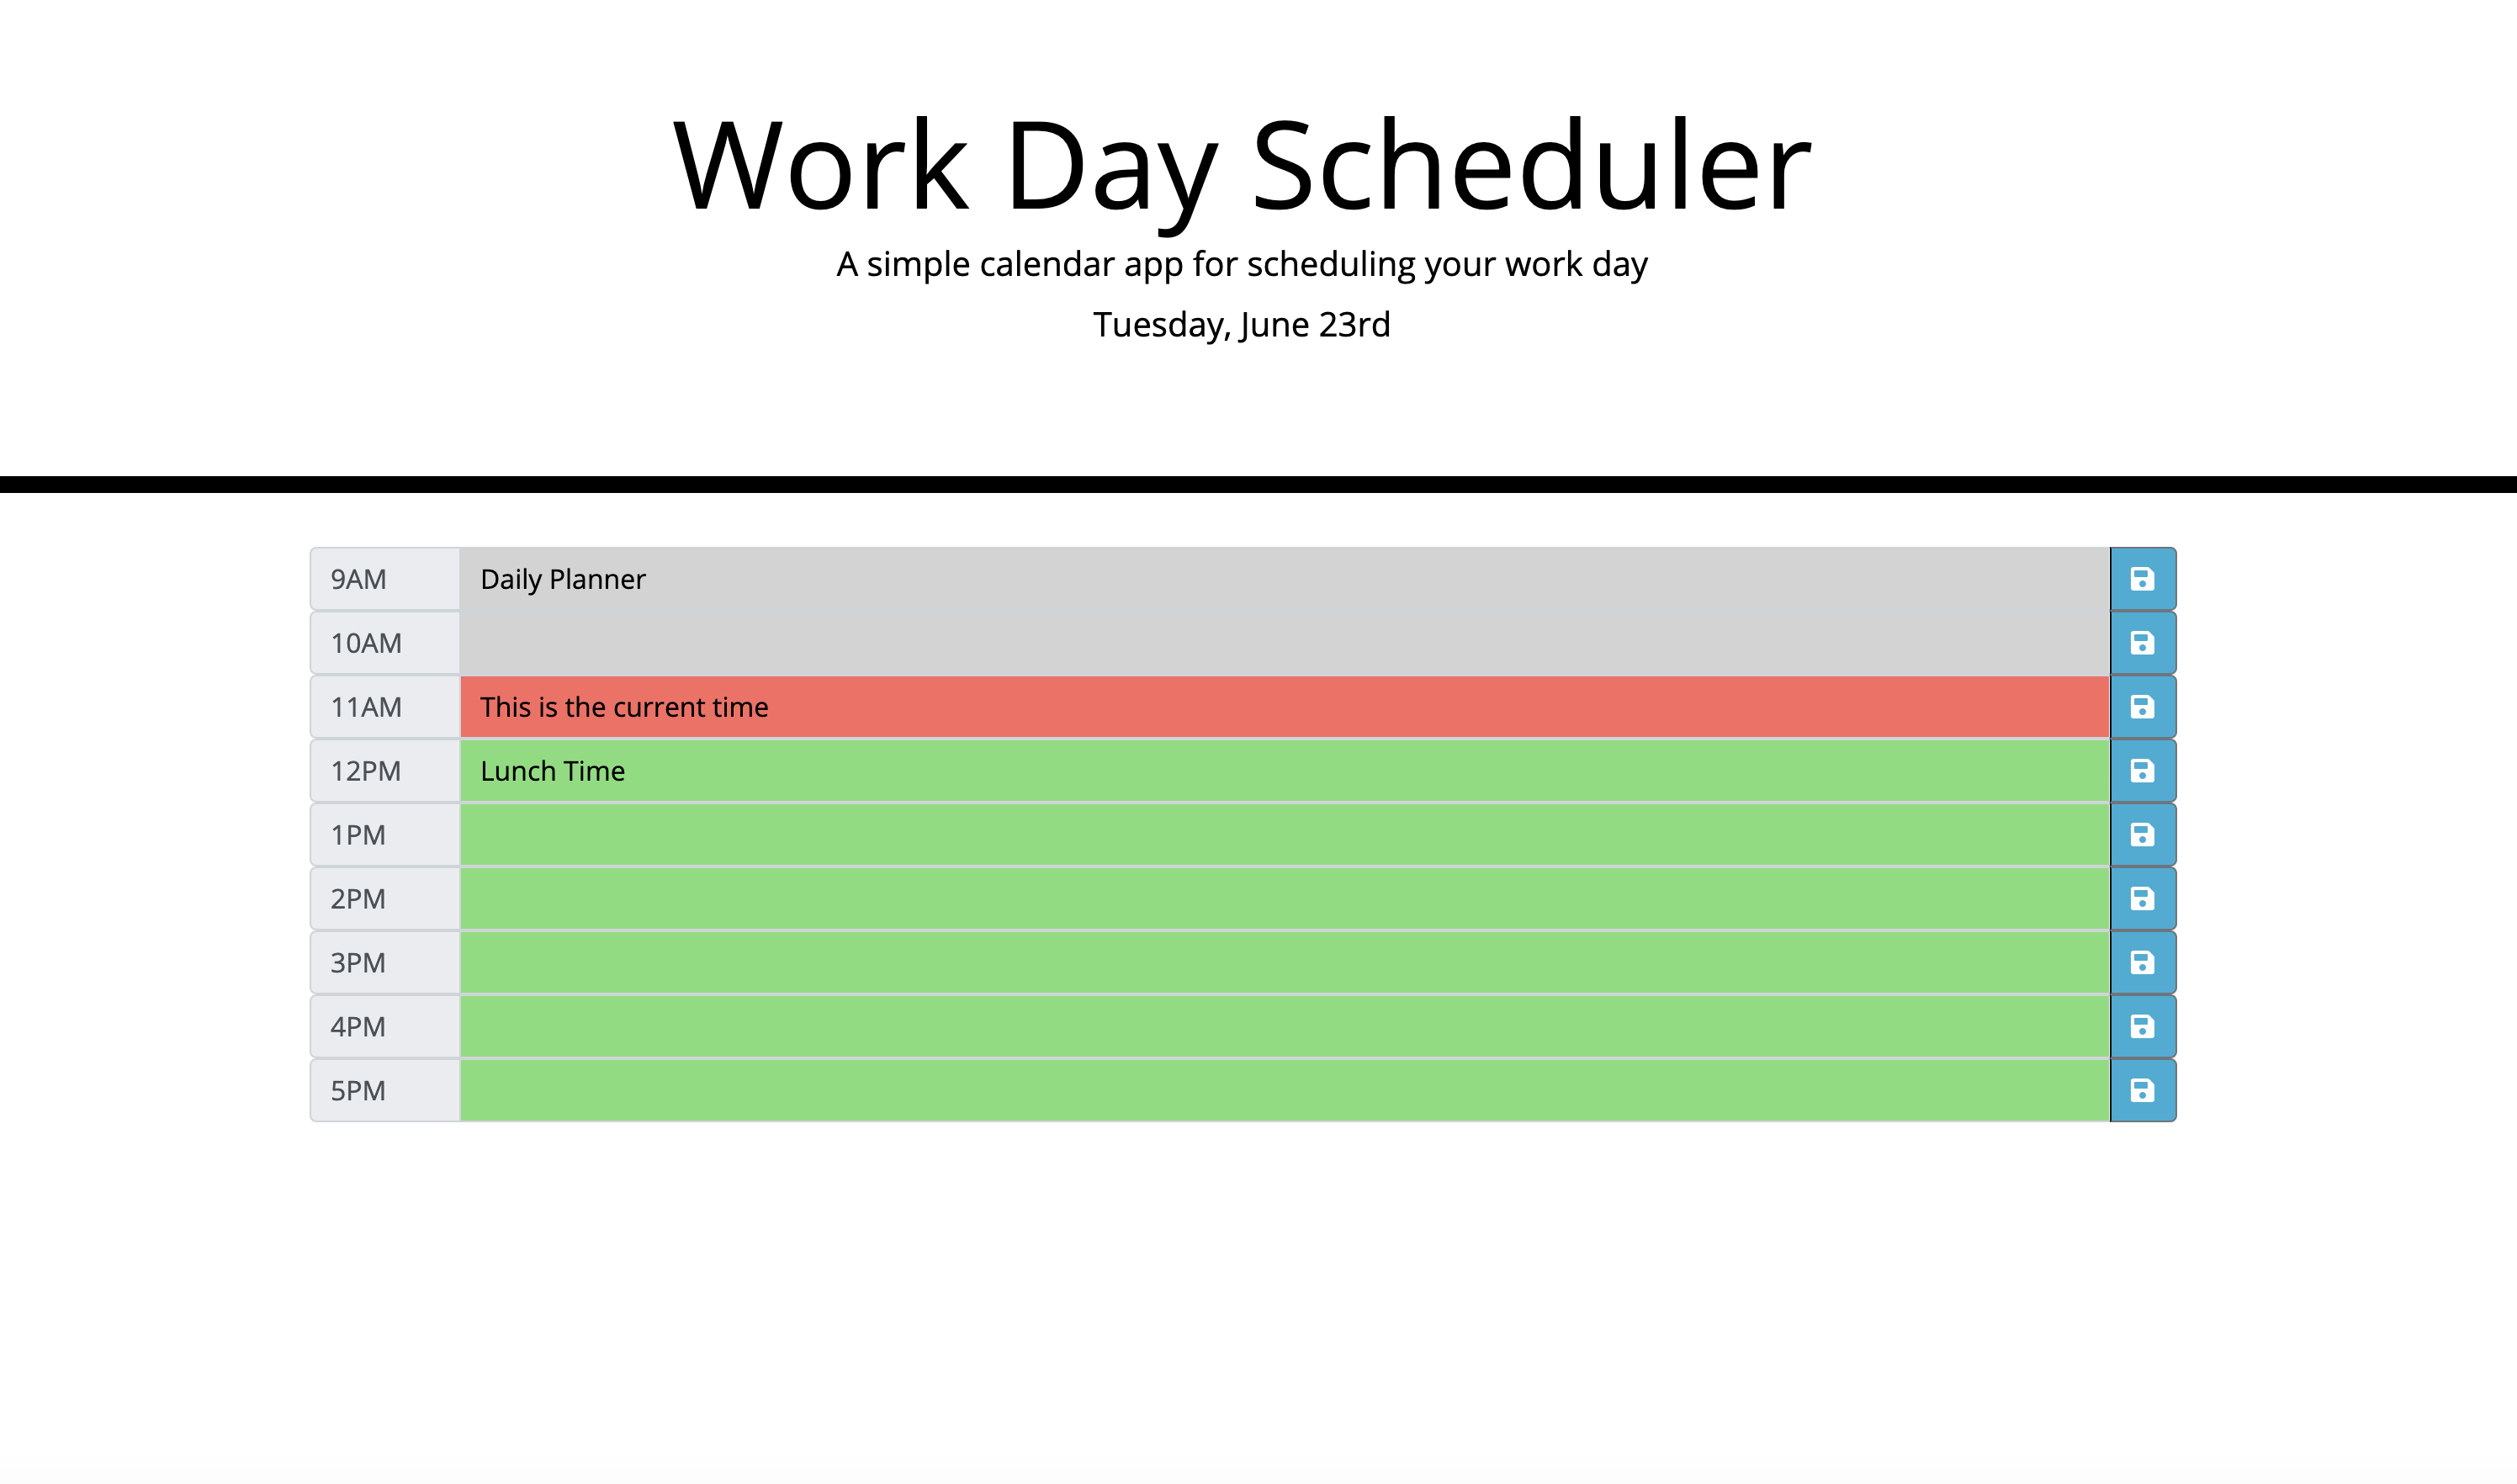 Work Day Scheduler
A simple calendar app for scheduling your work day
Tuesday, June 23rd
9AM Daily Planner
10AM
11AM This is the current time
12PM Lunch Time
1PM
2PM
3PM
4PM
5PM